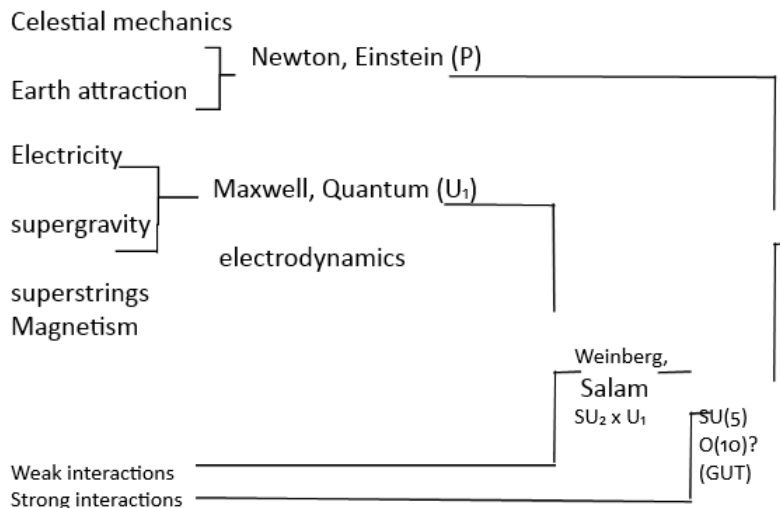 Celestial mechanics
Newton, Einstein (P)
Earth attraction
Electricity
Maxwell, Quantum (U₁)
supergravity
electrodynamics
superstrings
Magnetism
Weinberg,
Salam
SU₂ x U₁
SU(5)
O(10)?
(GUT)
Weak interactions
Strong interactions